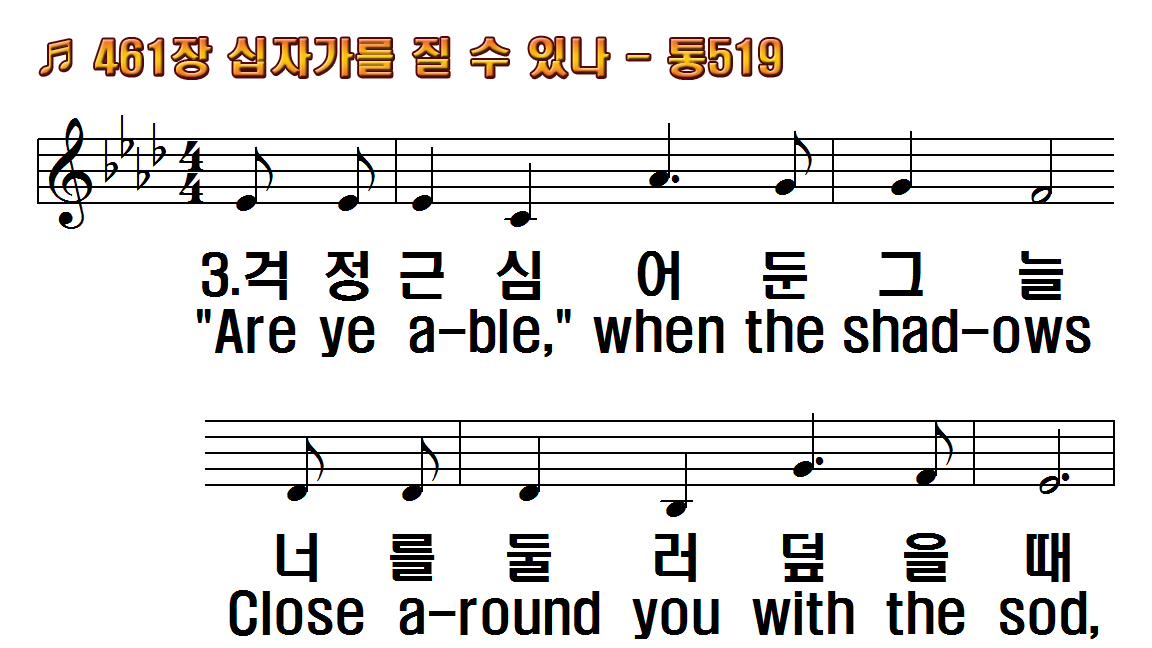 ♬ 461장 십자가를 질 수 있나 - 통519
3.걱 정 근 심 어 둔 그 늘
"Are ye a-ble," when the shad-ows
너 를 둘 러 덮 을 때
Close a-round you with the sod,